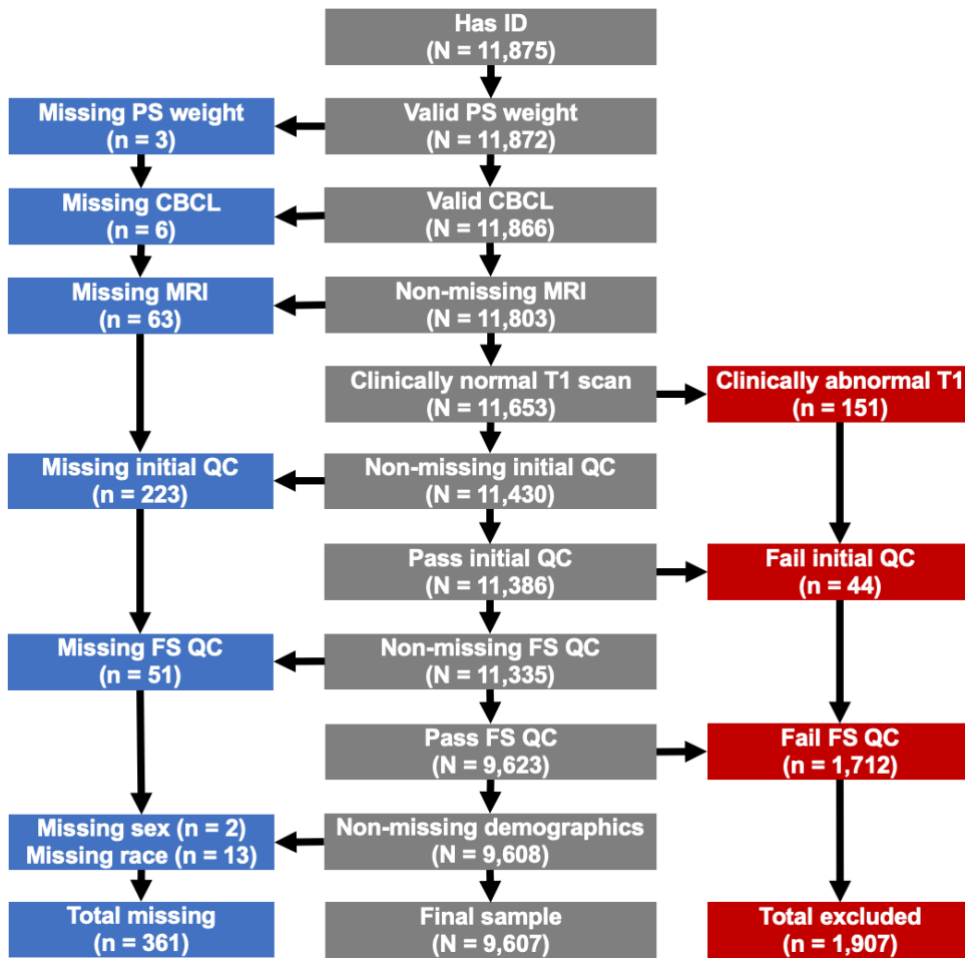 Has ID
(N = 11,875)
Missing PS weight
(n = 3)
Valid PS weight
(N = 11,872)
Missing CBCL
(n = 6)
Valid CBCL
(N = 11,866)
Missing MRI
(n = 63)
Non-missing MRI
(N = 11,803)
Clinically normal T1 scan
(N = 11,653)
Clinically abnormal T1
(n = 151)
Missing initial QC
(n = 223)
Non-missing initial QC
(N = 11,430)
Pass initial QC
(N = 11,386)
Fail initial QC
(n = 44)
Missing FS QC
(n = 51)
Non-missing FS QC
(N = 11,335)
Pass FS QC
(N = 9,623)
Fail FS QC
(n = 1,712)
Missing sex (n = 2)
Missing race (n = 13)
Non-missing demographics
(N = 9,608)
Total missing
(n = 361)
Final sample
(N = 9,607)
Total excluded
(n = 1,907)